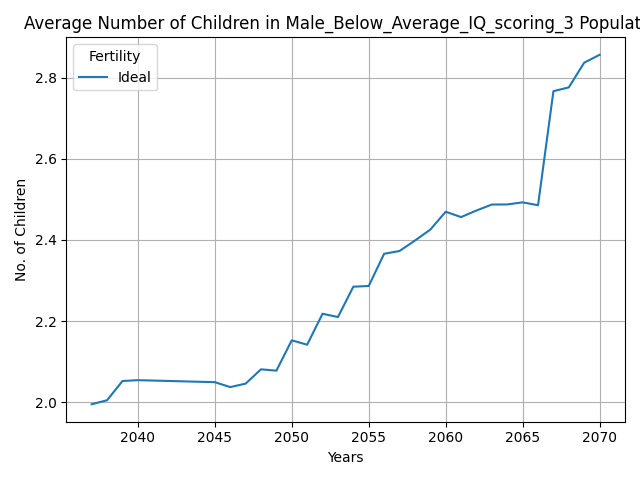 Average Number of Children in Male_Below_Average_IQ_scoring_3 Populat
Fertility
Ideal
2.8
2.6
2.4
2.2
2.0
No. of Children
2040 2045 2050 2055 2060 2065 2070
Years